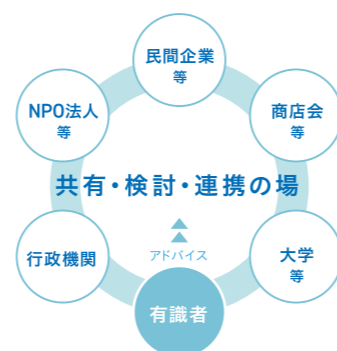 民間企業
等
NPO法人
等
商店会
等
共有・検討・連携の場
行政機関
アドバイス
大学
等
有識者